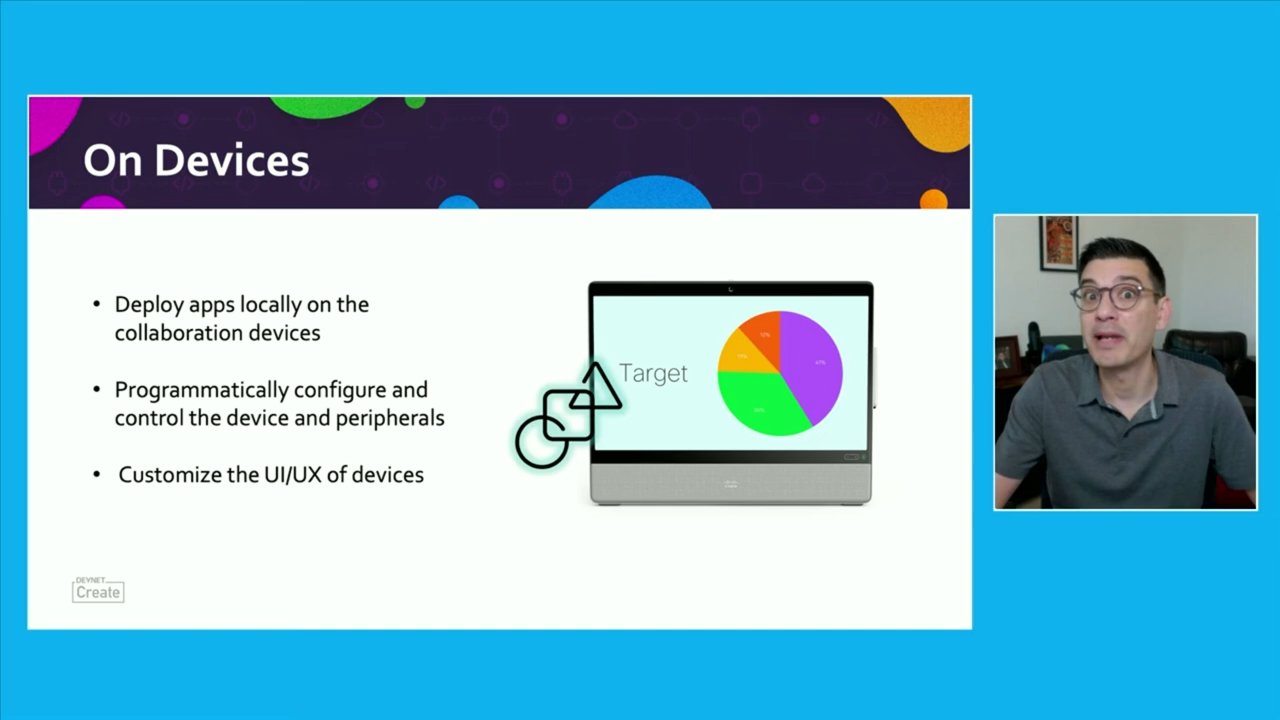 On Devices
• Deploy apps locally on the
collaboration devices
• Programmatically configure and
control the device and peripherals
• Customize the UI/UX of devices
Target
DEVNET
Create